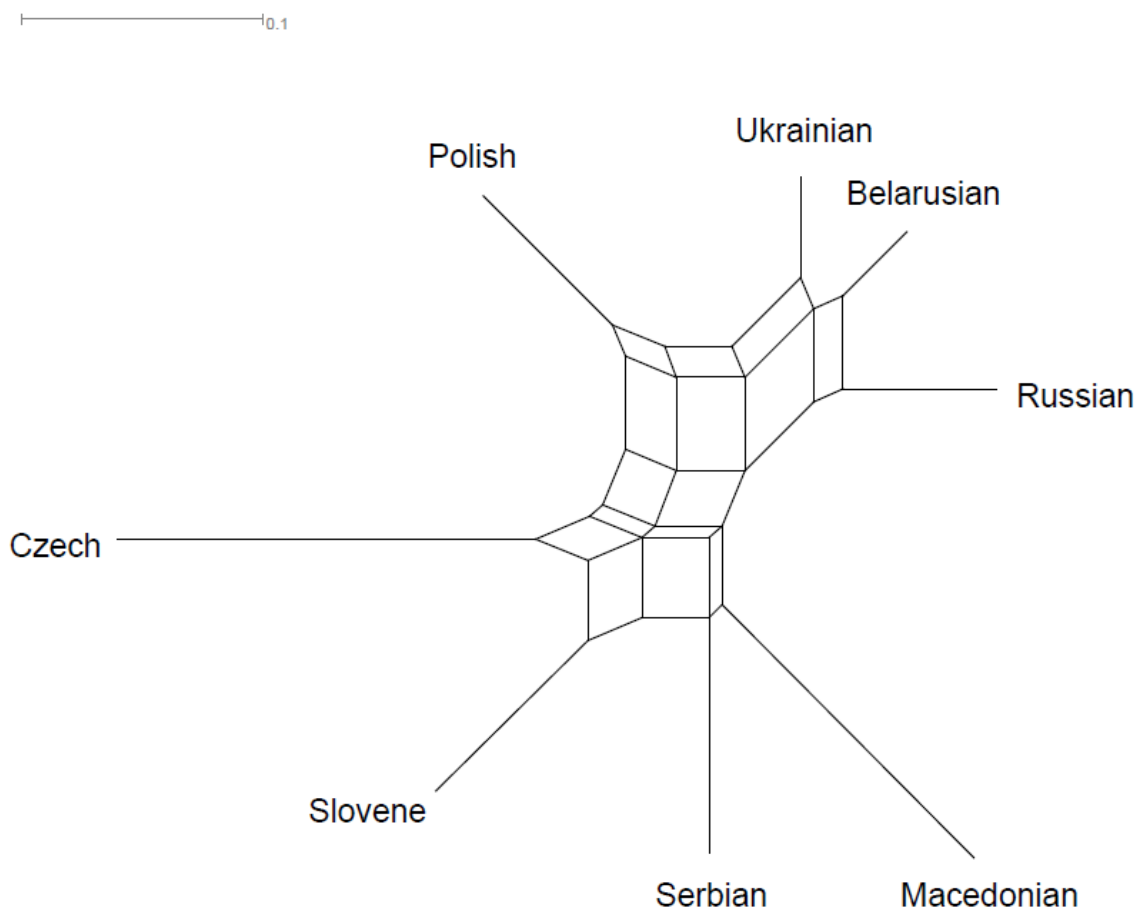 0.1
Ukrainian
Polish
Belarusian
Russian
Czech
Slovene
Serbian
Macedonian